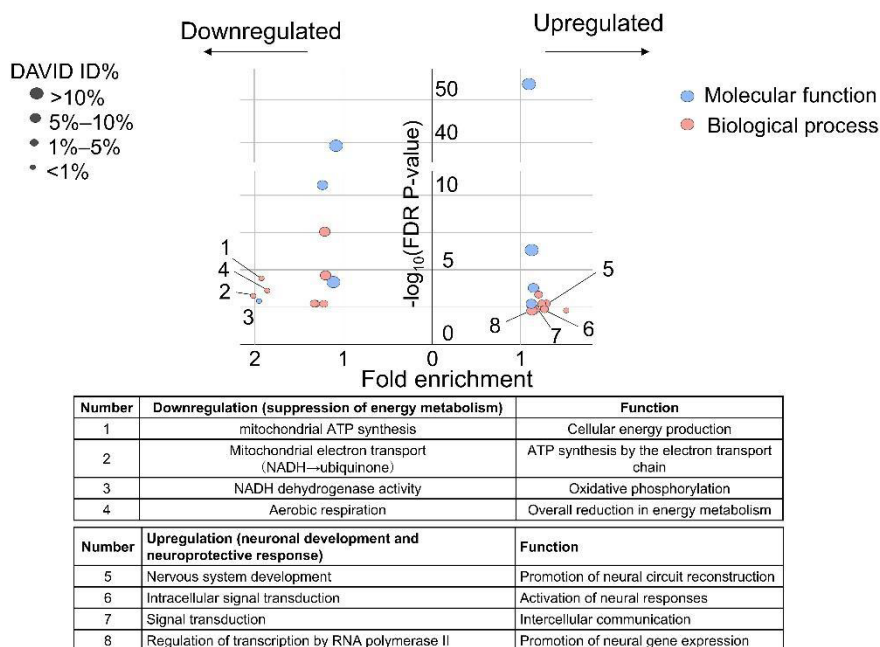 Downregulated
Upregulated
DAVID ID%
>10%
5%–10%
1%–5%
<1%
Molecular function
Biological process
-log10(FDR P-value)
50
40
10
5
0
1
4
2
3
5
8
7
6
2
1
0
1
Fold enrichment
Number Downregulation (suppression of energy metabolism) Function
1 mitochondrial ATP synthesis Cellular energy production
2 Mitochondrial electron transport (NADH→ubiquinone) ATP synthesis by the electron transport chain
3 NADH dehydrogenase activity Oxidative phosphorylation
4 Aerobic respiration Overall reduction in energy metabolism
Number Upregulation (neuronal development and neuroprotective response) Function
5 Nervous system development Promotion of neural circuit reconstruction
6 Intracellular signal transduction Activation of neural responses
7 Signal transduction Intercellular communication
8 Regulation of transcription by RNA polymerase II Promotion of neural gene expression